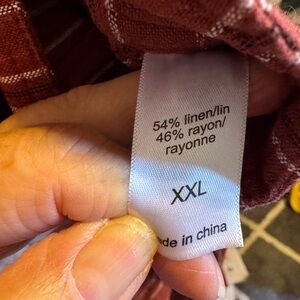 54% linen/lin
46% rayon/
rayonne
XXL
de in china